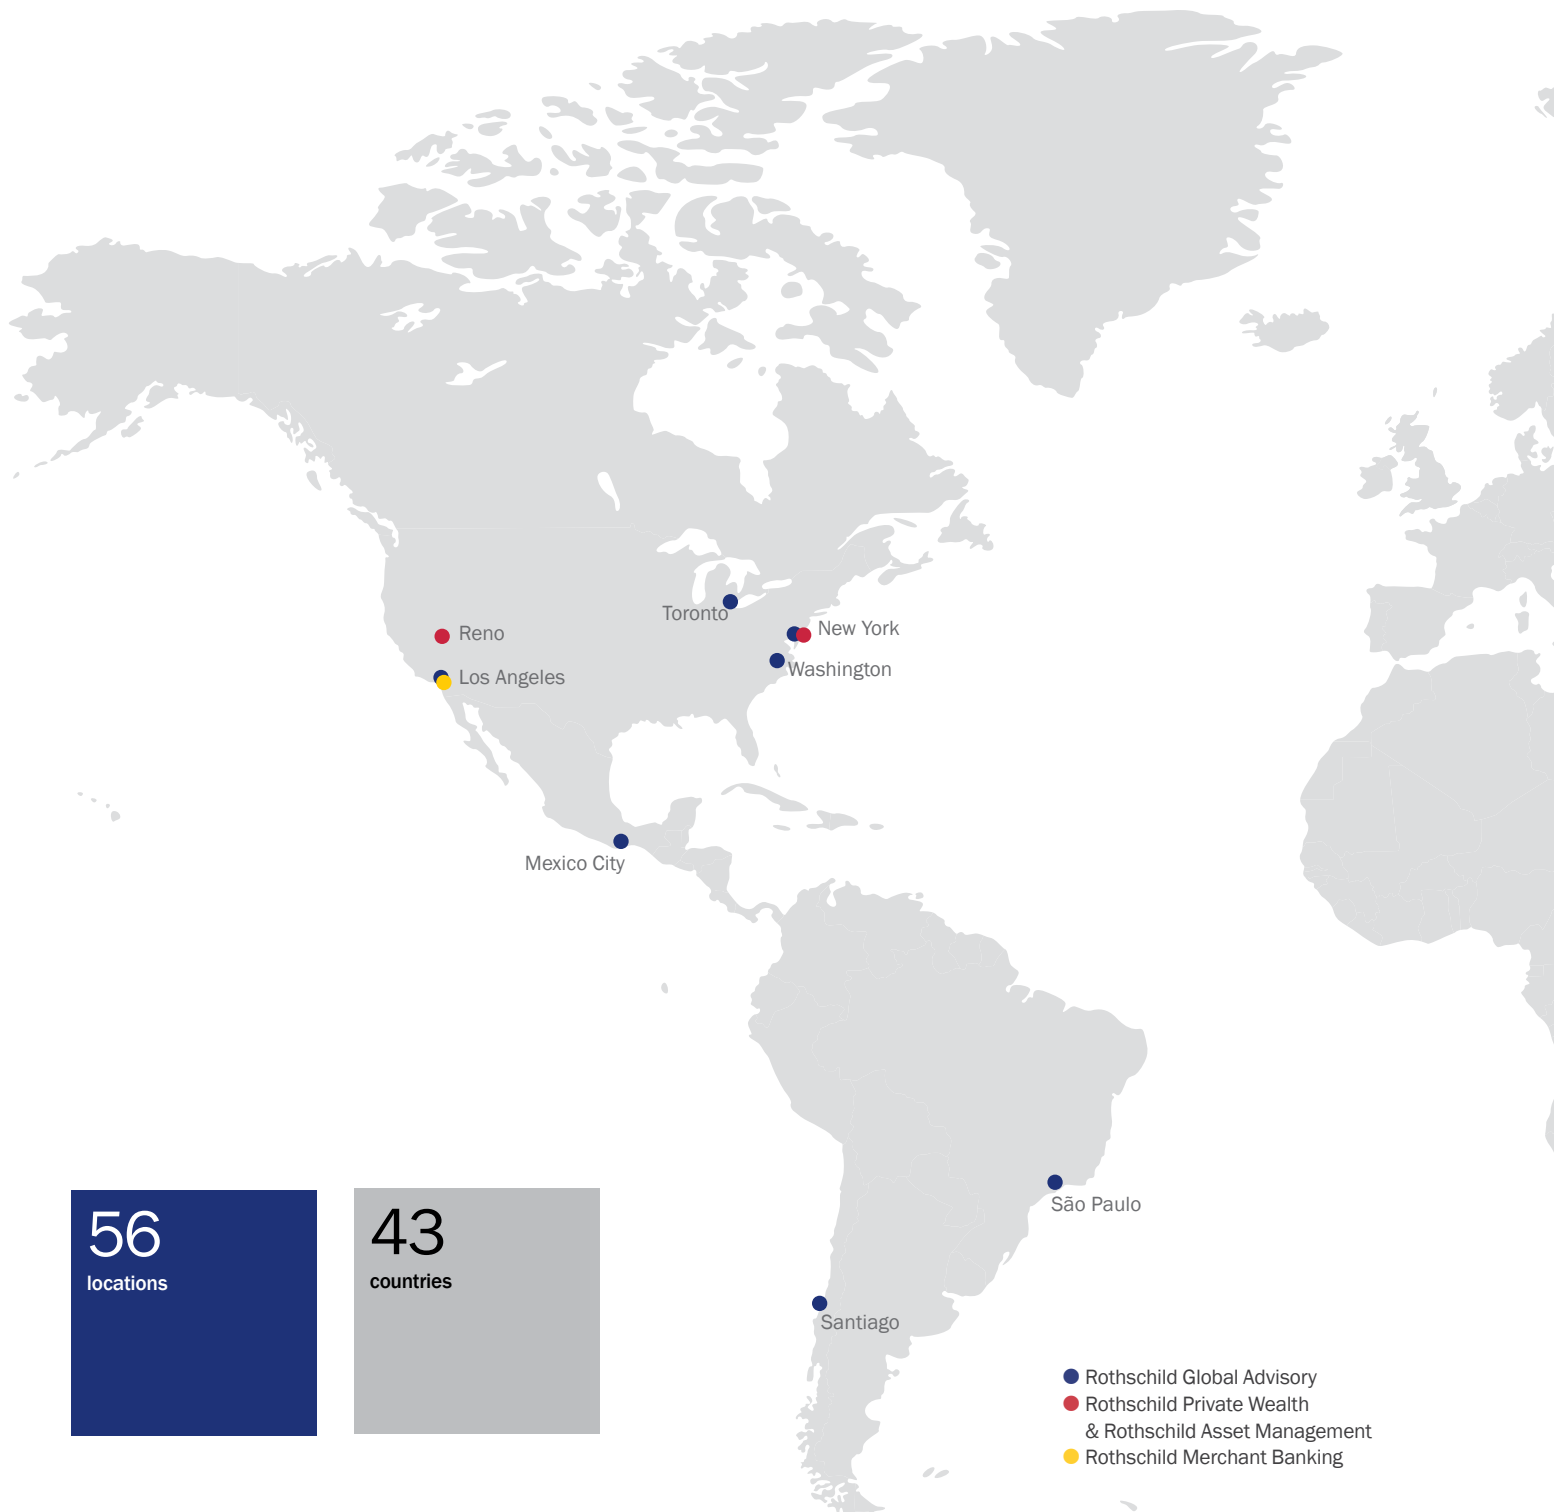 Toronto
Reno
New York
Washington
Los Angeles
Mexico City
São Paulo
56
locations
43
countries
Santiago
Rothschild Global Advisory
Rothschild Private Wealth
& Rothschild Asset Management
Rothschild Merchant Banking